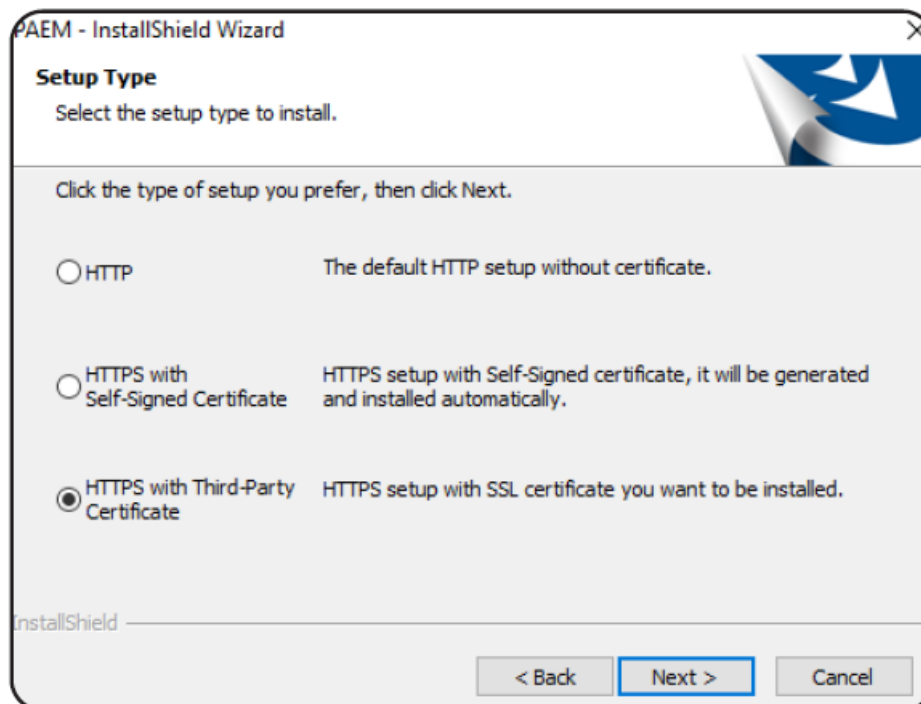 PAEM - InstallShield Wizard
Setup Type
Select the setup type to install.
Click the type of setup you prefer, then click Next.
HTTP
The default HTTP setup without certificate.
HTTPS with
Self-Signed Certificate
HTTPS setup with Self-Signed certificate, it will be generated
and installed automatically.
HTTPS with Third-Party
Certificate
HTTPS setup with SSL certificate you want to be installed.
InstallShield
< Back
Next >
Cancel